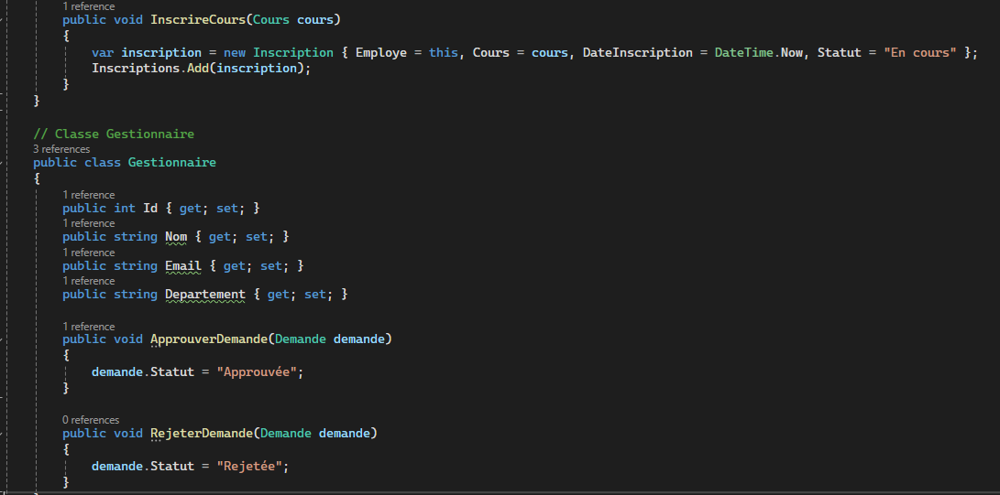 1 reference
public void InscrireCours(Cours cours)
{
var inscription = new Inscription { Employe = this, Cours = cours, DateInscription = DateTime.Now, Statut = "En cours" };
Inscriptions.Add(inscription);
}
}
// Classe Gestionnaire
3 references
public class Gestionnaire
{
1 reference
public int Id { get; set; }
1 reference
public string Nom { get; set; }
1 reference
public string Email { get; set; }
1 reference
public string Departement { get; set; }
1 reference
public void ApprouverDemande(Demande demande)
{
demande.Statut = "Approuvée";
}
0 references
public void RejeterDemande(Demande demande)
{
demande.Statut = "Rejetée";
}